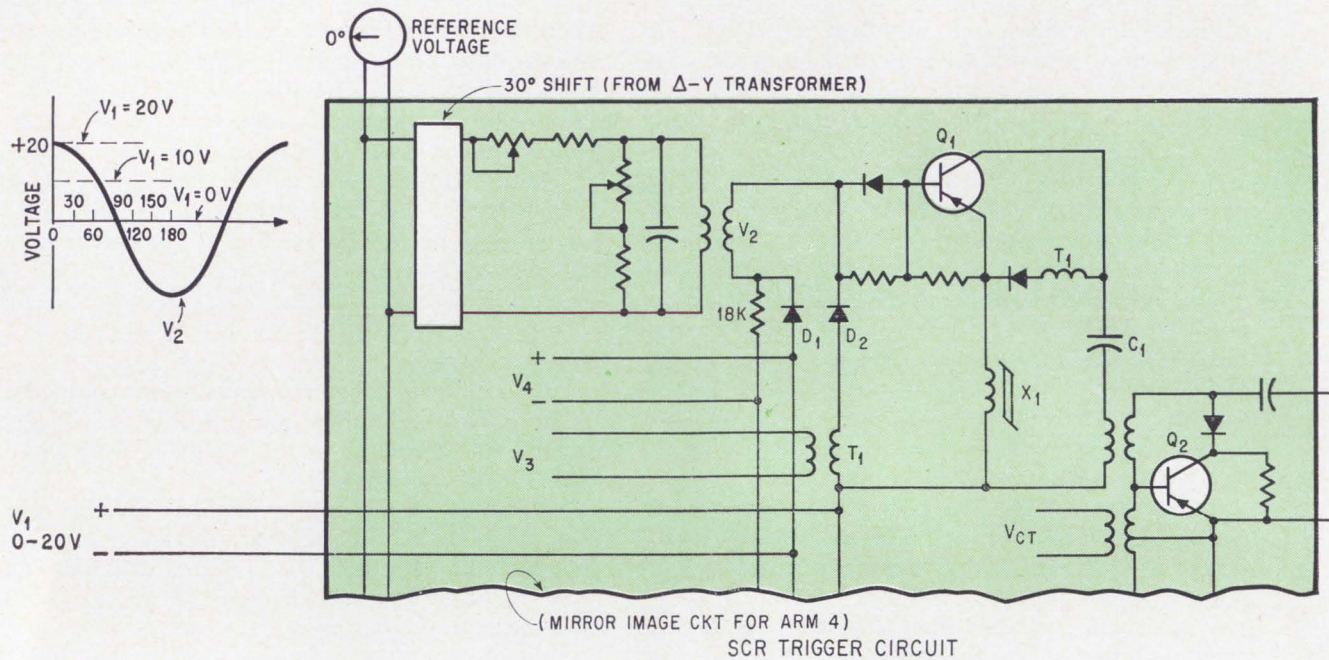 0°
REFERENCE
VOLTAGE
30° SHIFT (FROM Δ-Y TRANSFORMER)
V₁ = 20 V
+20
V₁ = 10 V
V₁ = 0 V
VOLTAGE
30 90 150
0 60 120 180
V₂
Q₁
V₂
T₁
18K
D₁
D₂
C₁
+
V₄
−
X₁
V₃
T₁
Q₂
V₁
0-20 V
+
−
V_CT
(MIRROR IMAGE CKT FOR ARM 4)
SCR TRIGGER CIRCUIT